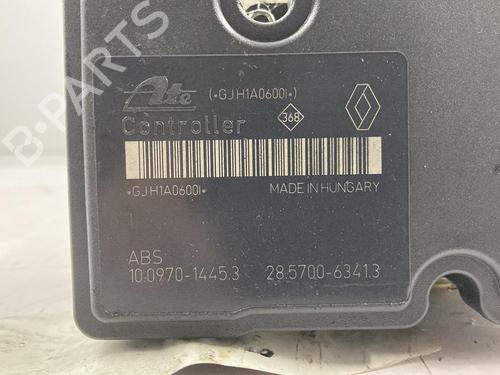 Ate (*GJH1A0600I*)
Controller 368
*GJH1A0600I* MADE IN HUNGARY
ABS
10.0970-1445.3 28.5700-6341.3
B-PARTS